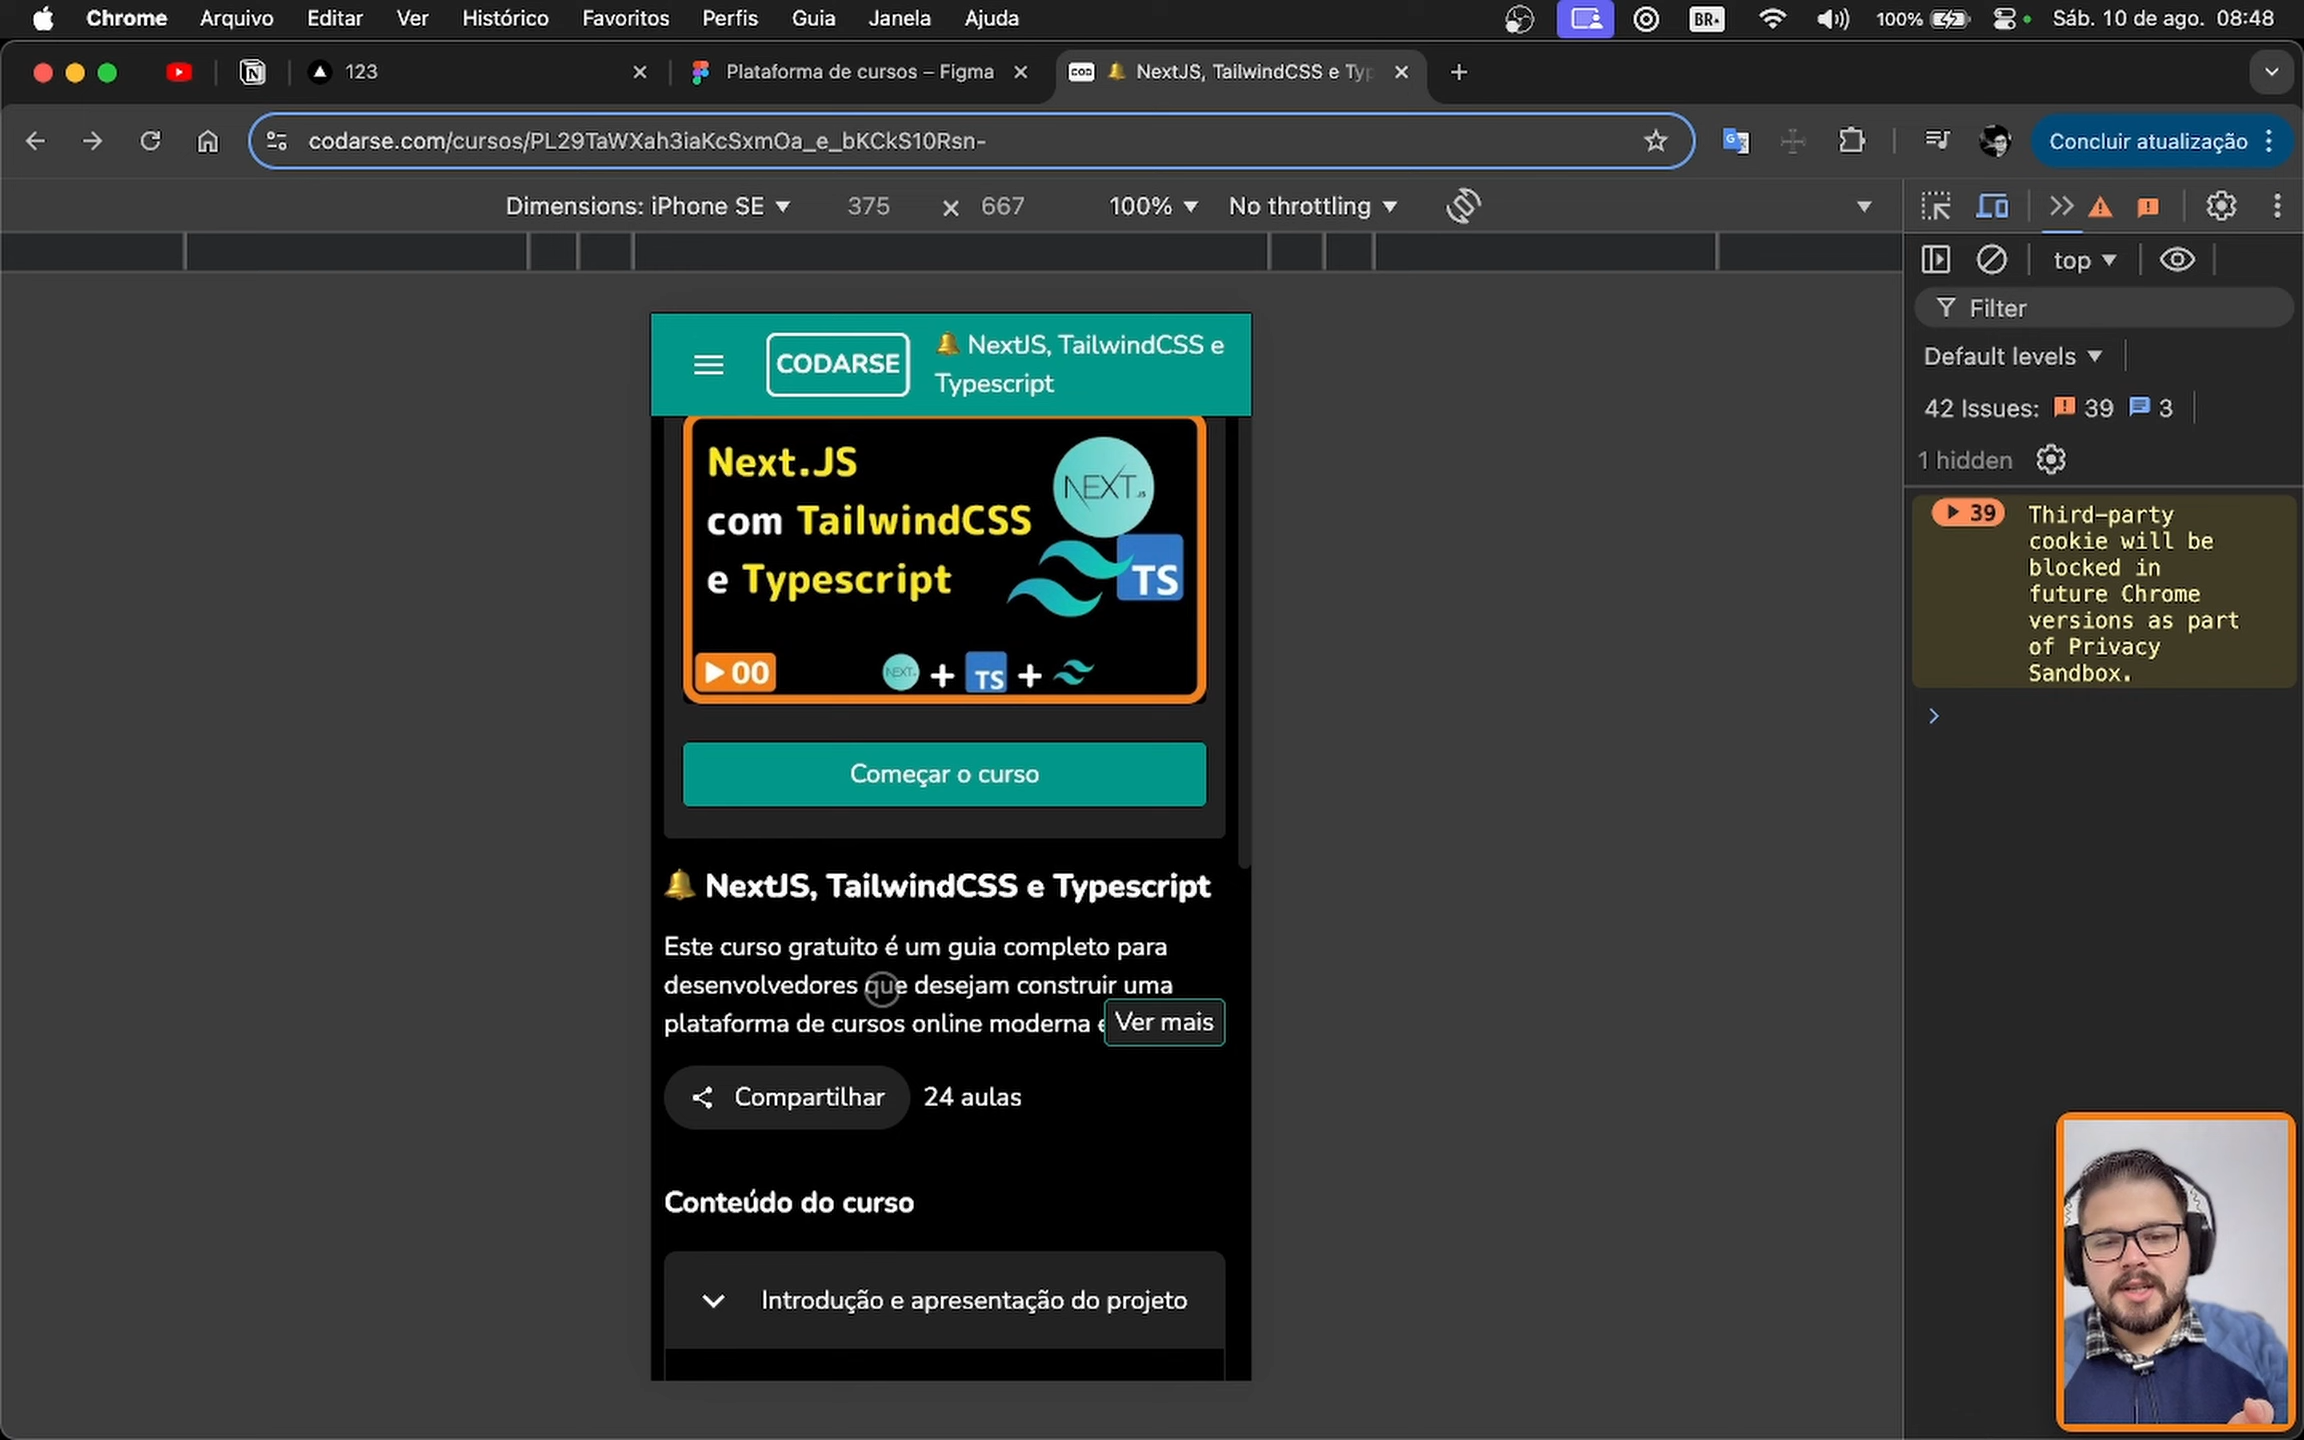 Chrome Arquivo Editar Ver Histórico Favoritos Perfis Guia Janela Ajuda BR 100% Sáb. 10 de ago. 08:48
123 Plataforma de cursos – Figma COD 🔔 NextJS, TailwindCSS e Typ
codarse.com/cursos/PL29TaWXah3iaKcSxmOa_e_bKCkS10Rsn- Concluir atualização
Dimensions: iPhone SE ▼ 375 × 667 100% ▼ No throttling ▼
top ▼
Filter
Default levels ▼
42 Issues: 39 3
1 hidden
39 Third-party
cookie will be
blocked in
future Chrome
versions as part
of Privacy
Sandbox.
CODARSE
🔔 NextJS, TailwindCSS e
Typescript
Next.JS
com TailwindCSS
e Typescript
NEXT.JS
TS
00
NEXT + TS +
Começar o curso
🔔 NextJS, TailwindCSS e Typescript
Este curso gratuito é um guia completo para
desenvolvedores que desejam construir uma
plataforma de cursos online moderna e Ver mais
Compartilhar 24 aulas
Conteúdo do curso
Introdução e apresentação do projeto